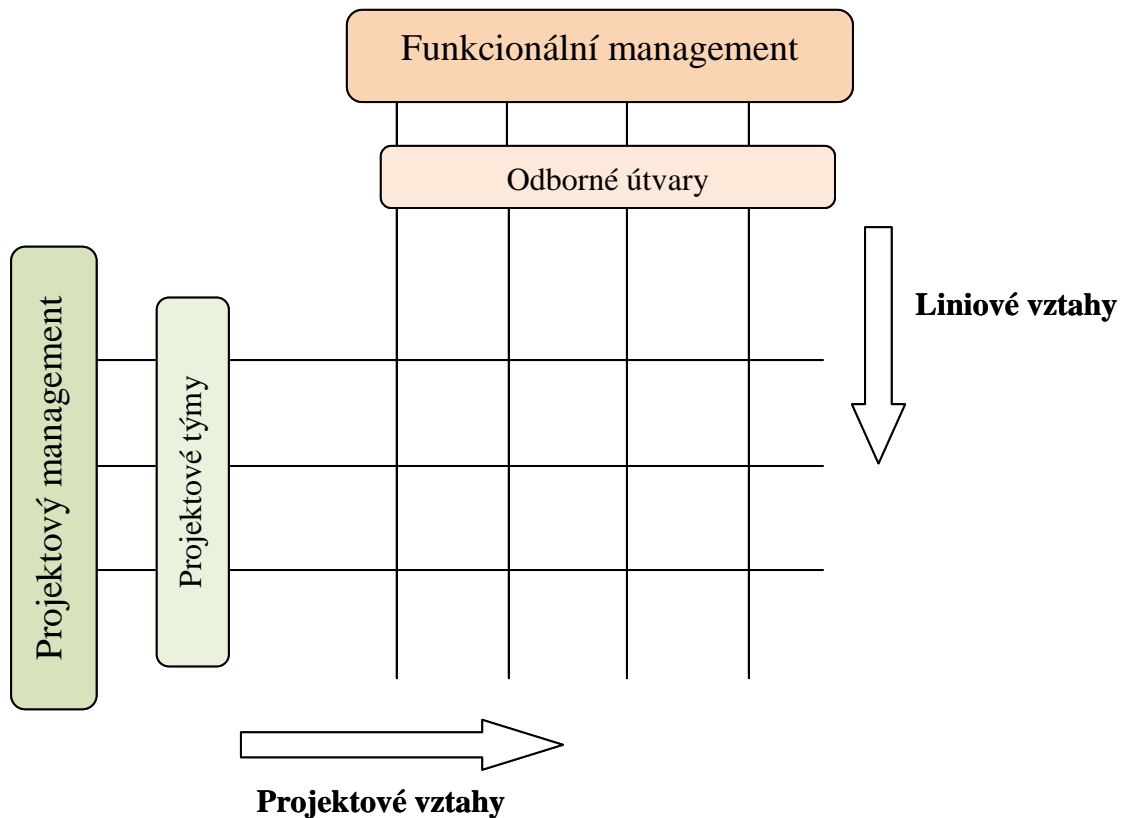 Funkcionální management
Odborné útvary
Liniové vztahy
Projektový management
Projektové týmy
Projektové vztahy